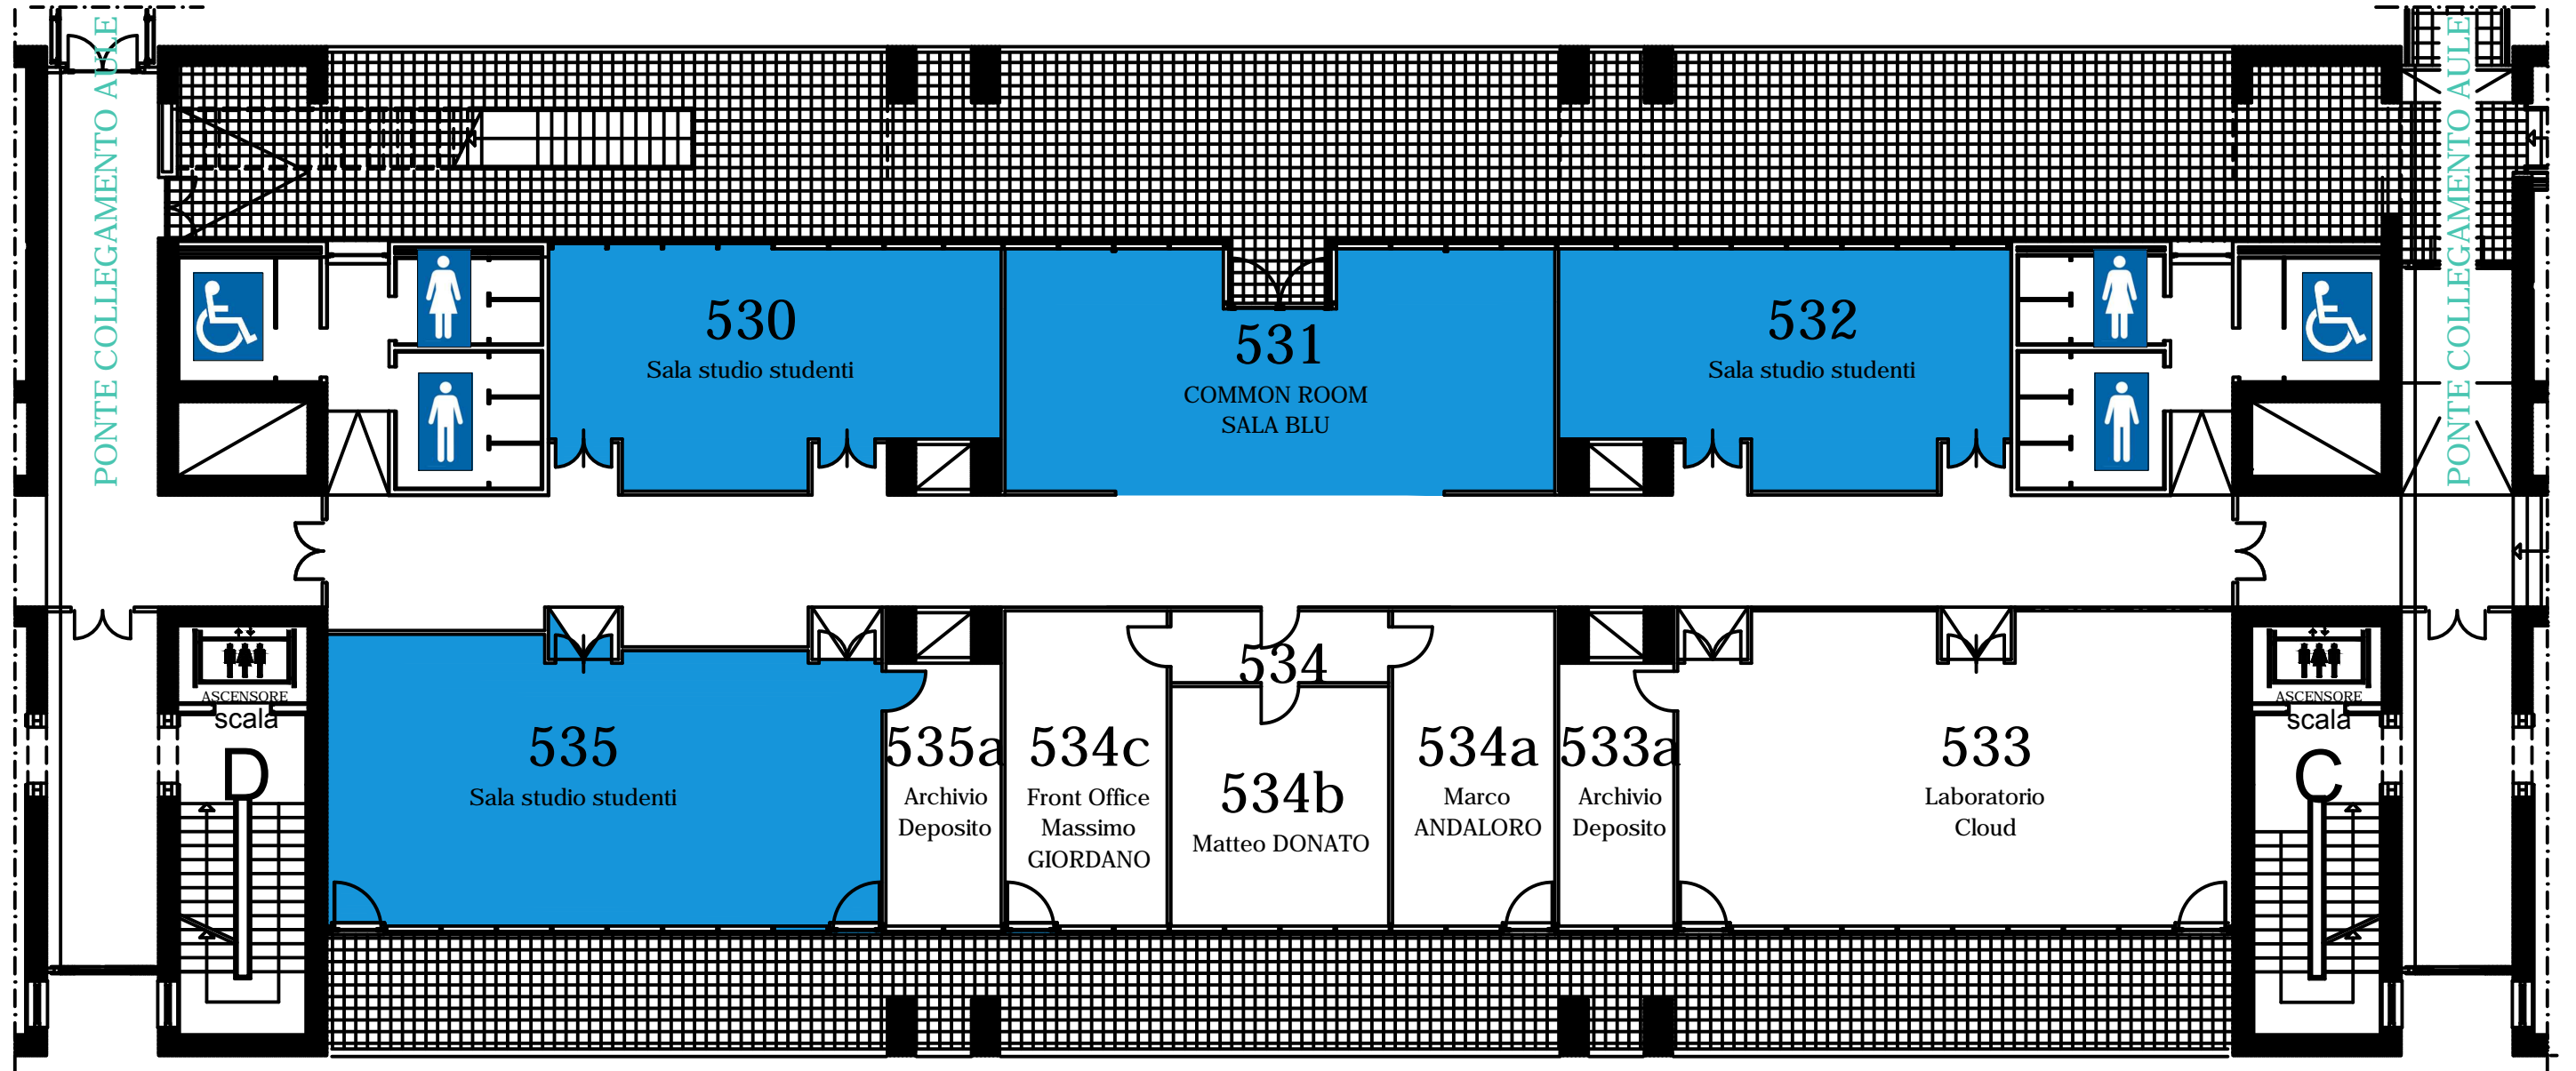 PONTE COLLEGAMENTO AULE
PONTE COLLEGAMENTO AULE
530
Sala studio studenti
531
COMMON ROOM
SALA BLU
532
Sala studio studenti
ASCENSORE
scala
D
535
Sala studio studenti
535a
Archivio
Deposito
534c
Front Office
Massimo
GIORDANO
534
534b
Matteo DONATO
534a
Marco
ANDALORO
533a
Archivio
Deposito
533
Laboratorio
Cloud
ASCENSORE
scala
C